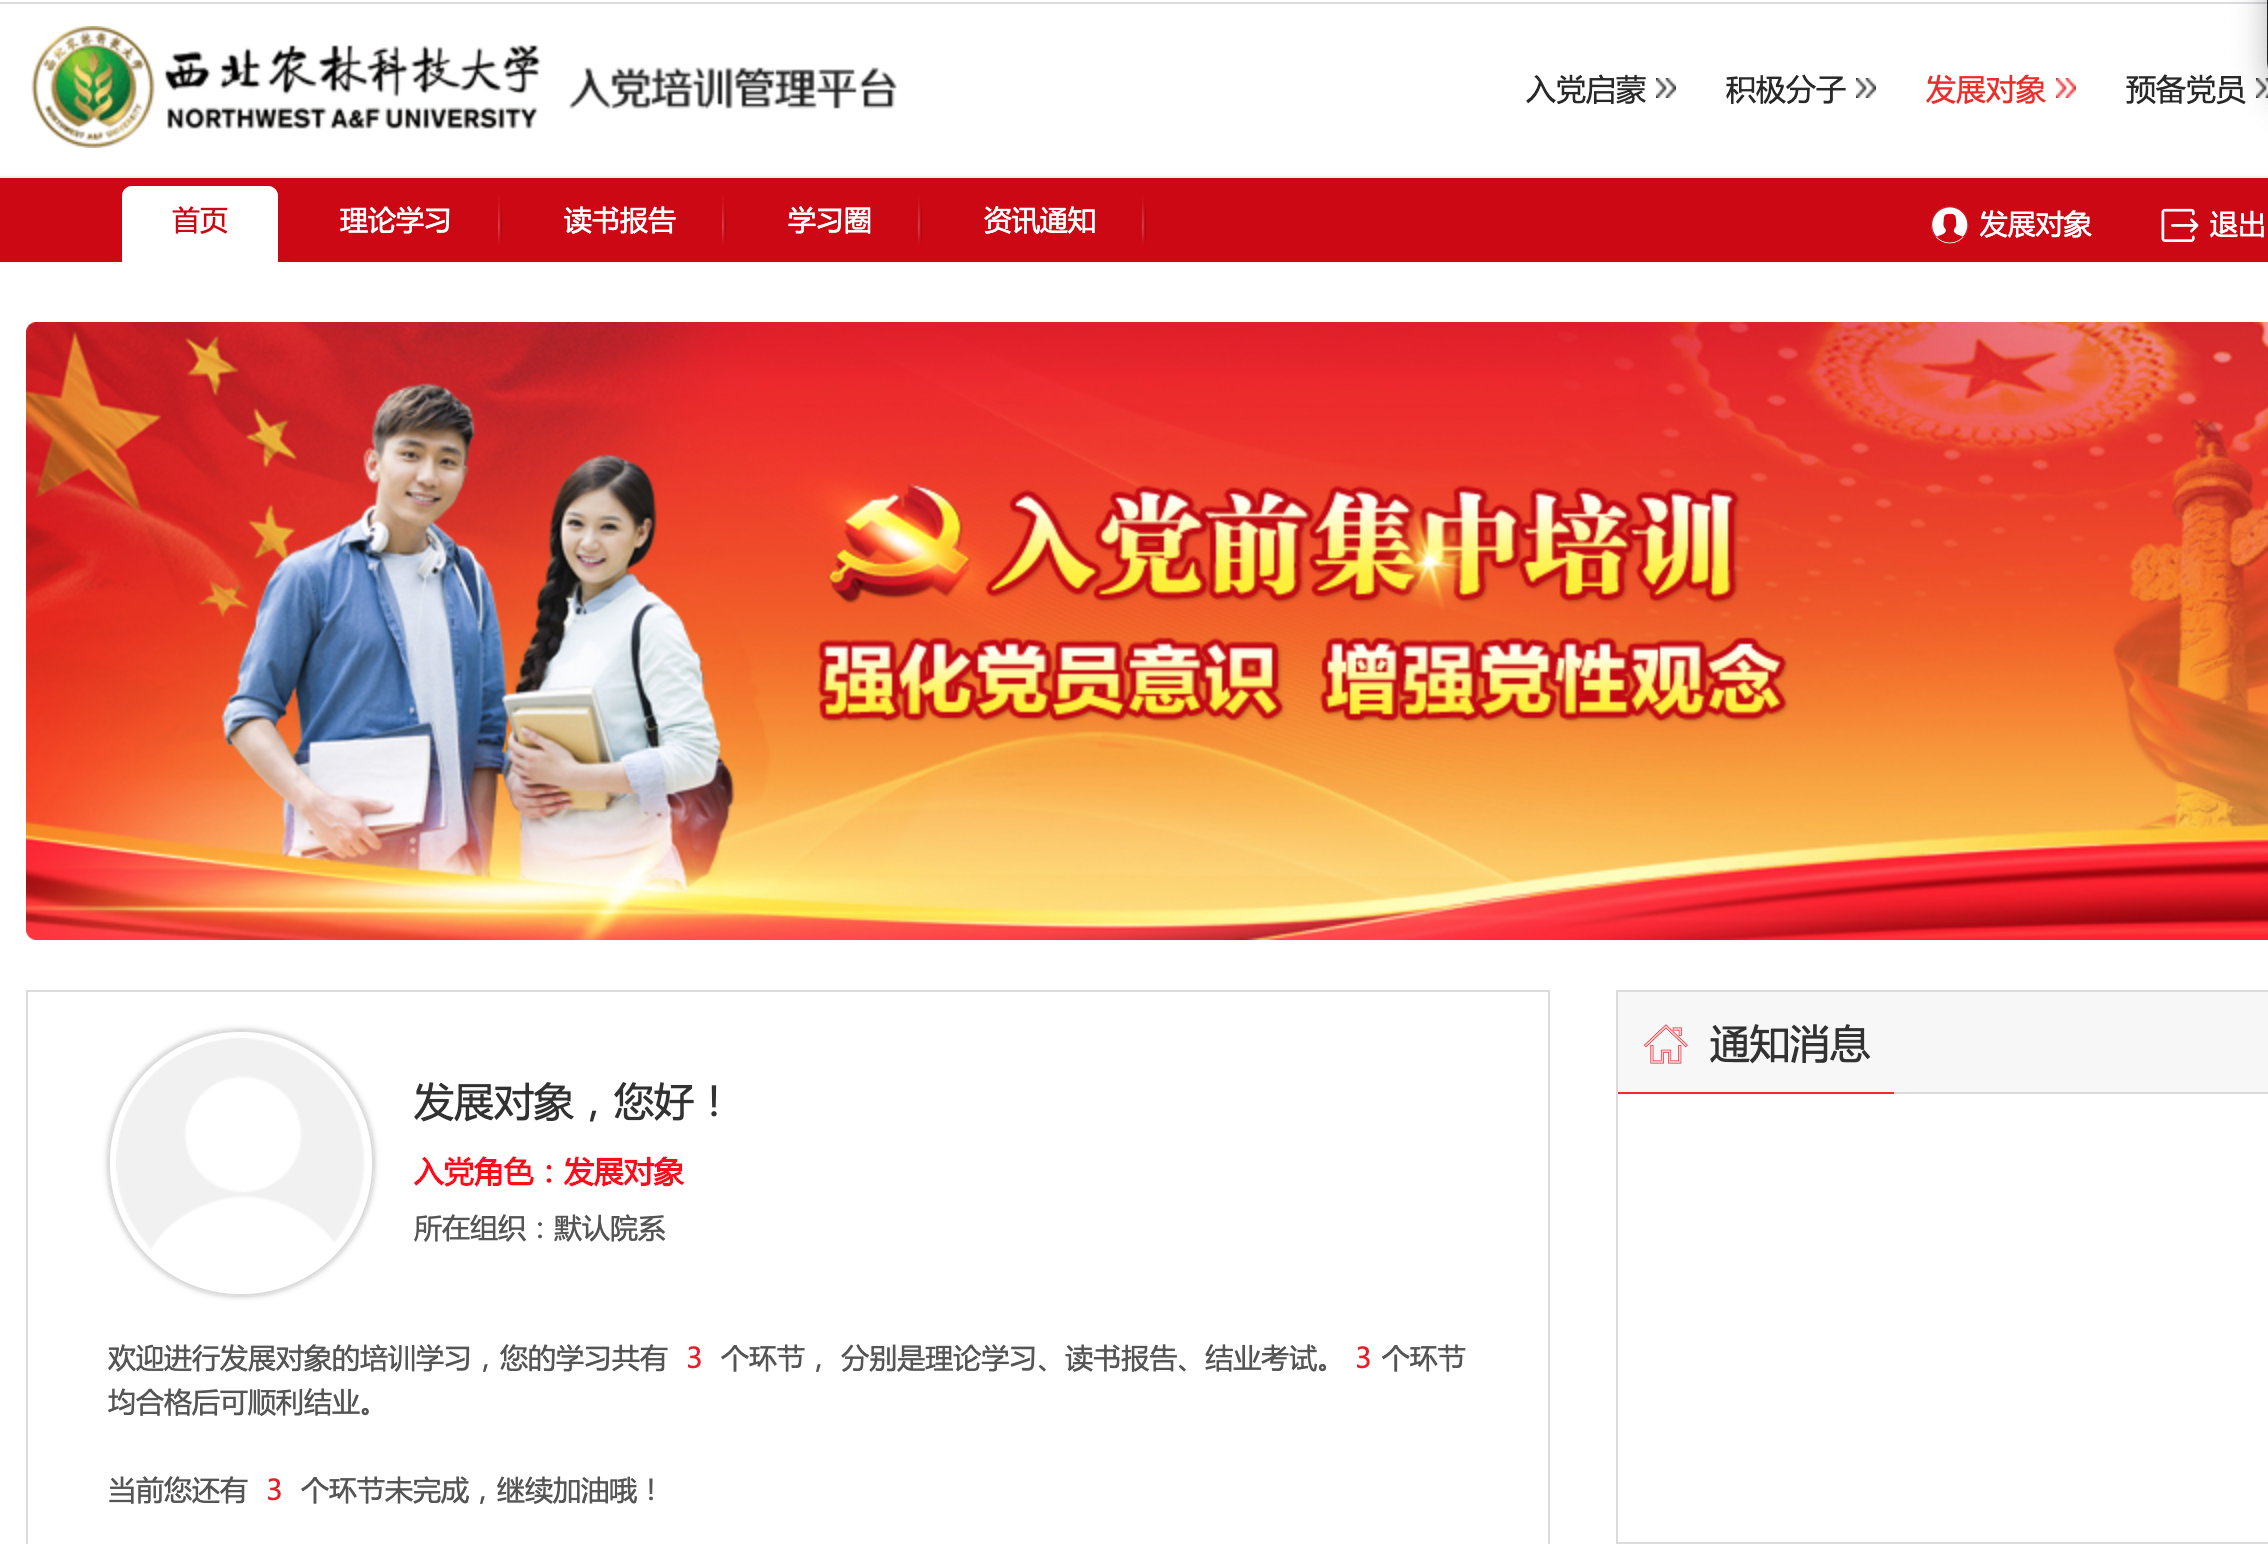 西北农林科技大学
NORTHWEST A&F UNIVERSITY
入党培训管理平台
入党启蒙
积极分子
发展对象
预备党员
首页
理论学习
读书报告
学习圈
资讯通知
发展对象
退出
入党前集中培训
强化党员意识 增强党性观念
发展对象，您好！
入党角色：发展对象
所在组织：默认院系
欢迎进行发展对象的培训学习，您的学习共有 3 个环节， 分别是理论学习、读书报告、结业考试。 3 个环节
均合格后可顺利结业。
当前您还有 3 个环节未完成，继续加油哦！
通知消息